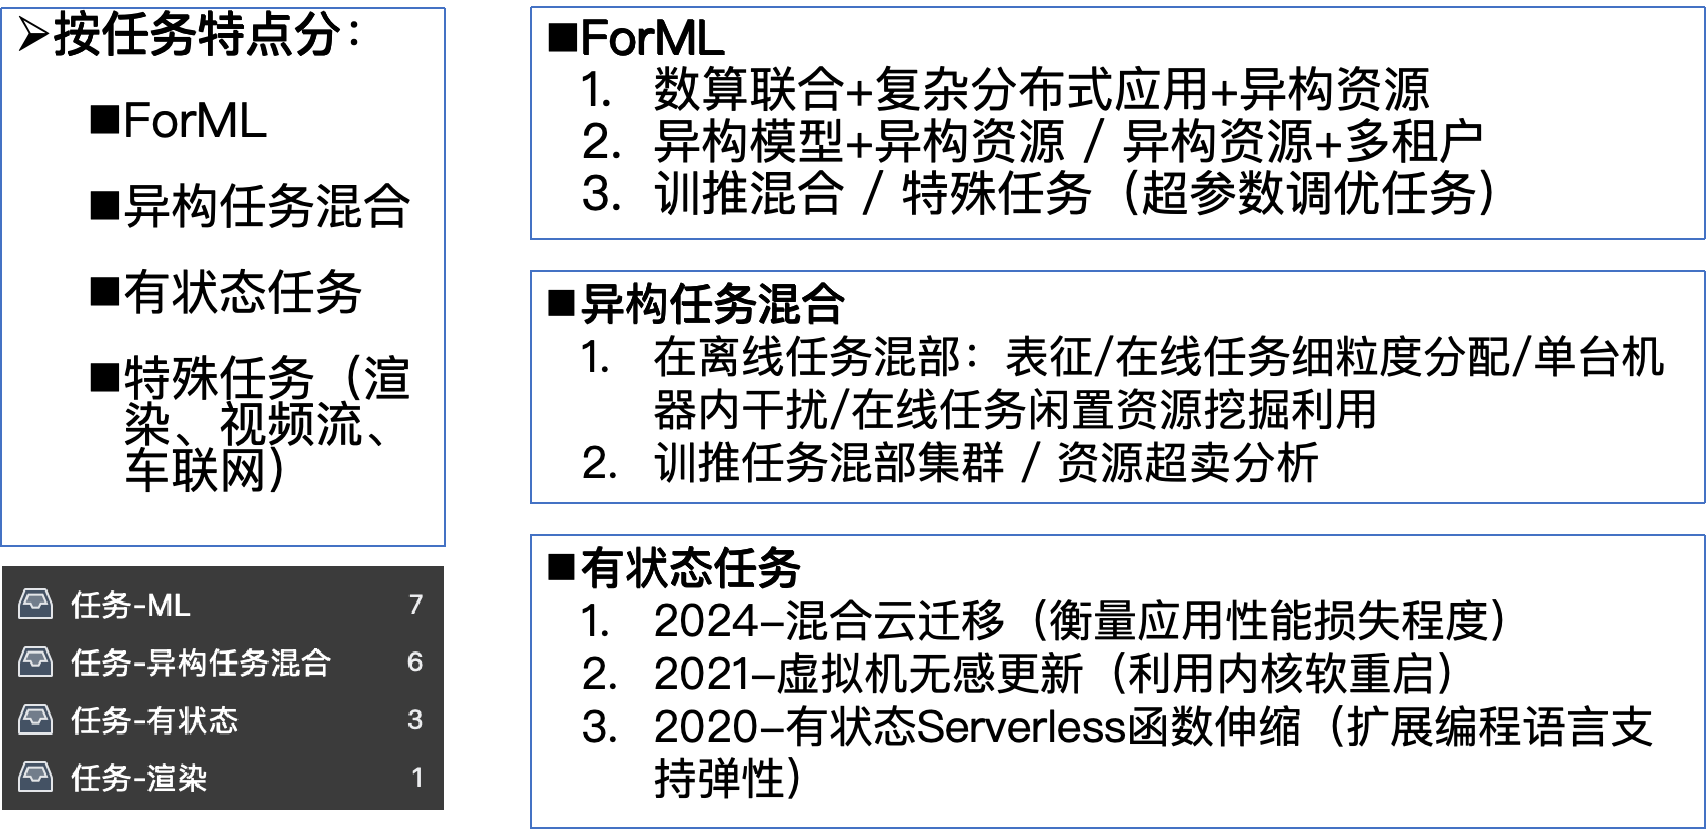 ➢按任务特点分：
■ForML
■异构任务混合
■有状态任务
■特殊任务（渲
染、视频流、
车联网）
任务-ML 7
任务-异构任务混合 6
任务-有状态 3
任务-渲染 1
■ForML
1. 数算联合+复杂分布式应用+异构资源
2. 异构模型+异构资源 / 异构资源+多租户
3. 训推混合 / 特殊任务（超参数调优任务）
■异构任务混合
1. 在离线任务混部：表征/在线任务细粒度分配/单台机
器内干扰/在线任务闲置资源挖掘利用
2. 训推任务混部集群 / 资源超卖分析
■有状态任务
1. 2024–混合云迁移（衡量应用性能损失程度）
2. 2021–虚拟机无感更新（利用内核软重启）
3. 2020–有状态Serverless函数伸缩（扩展编程语言支
持弹性）